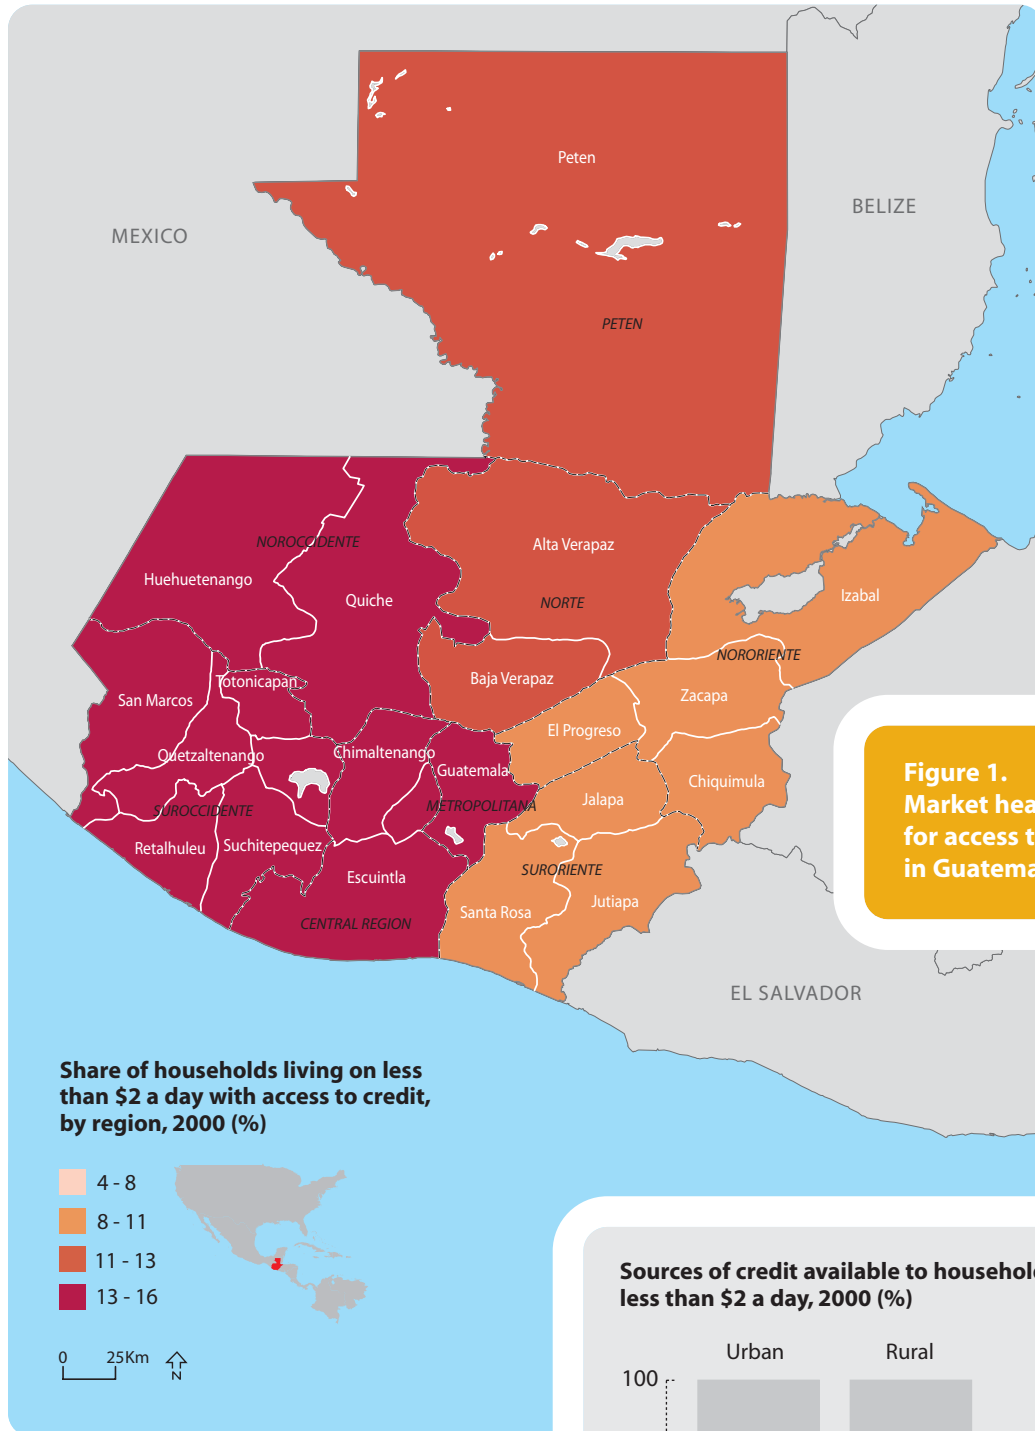 Peten
BELIZE
MEXICO
PETEN
Alta Verapaz
NOROCCIDENTE
Huehuetenango
Quiche
NORTE
Izabal
NORORIENTE
Baja Verapaz
Totonicapan
San Marcos
Zacapa
El Progreso
Quetzaltenango
Chimaltenango
Guatemala
Chiquimula
Jalapa
METROPOLITANA
SUROCCIDENTE
Retalhuleu
Suchitepequez
Escuintla
SURORIENTE
Jutiapa
Santa Rosa
CENTRAL REGION
EL SALVADOR
Figure 1.
Market hea
for access t
in Guatema
Share of households living on less
than $2 a day with access to credit,
by region, 2000 (%)
4 - 8
8 - 11
11 - 13
13 - 16
0 25Km
N
Sources of credit available to househol
less than $2 a day, 2000 (%)
Urban Rural
100